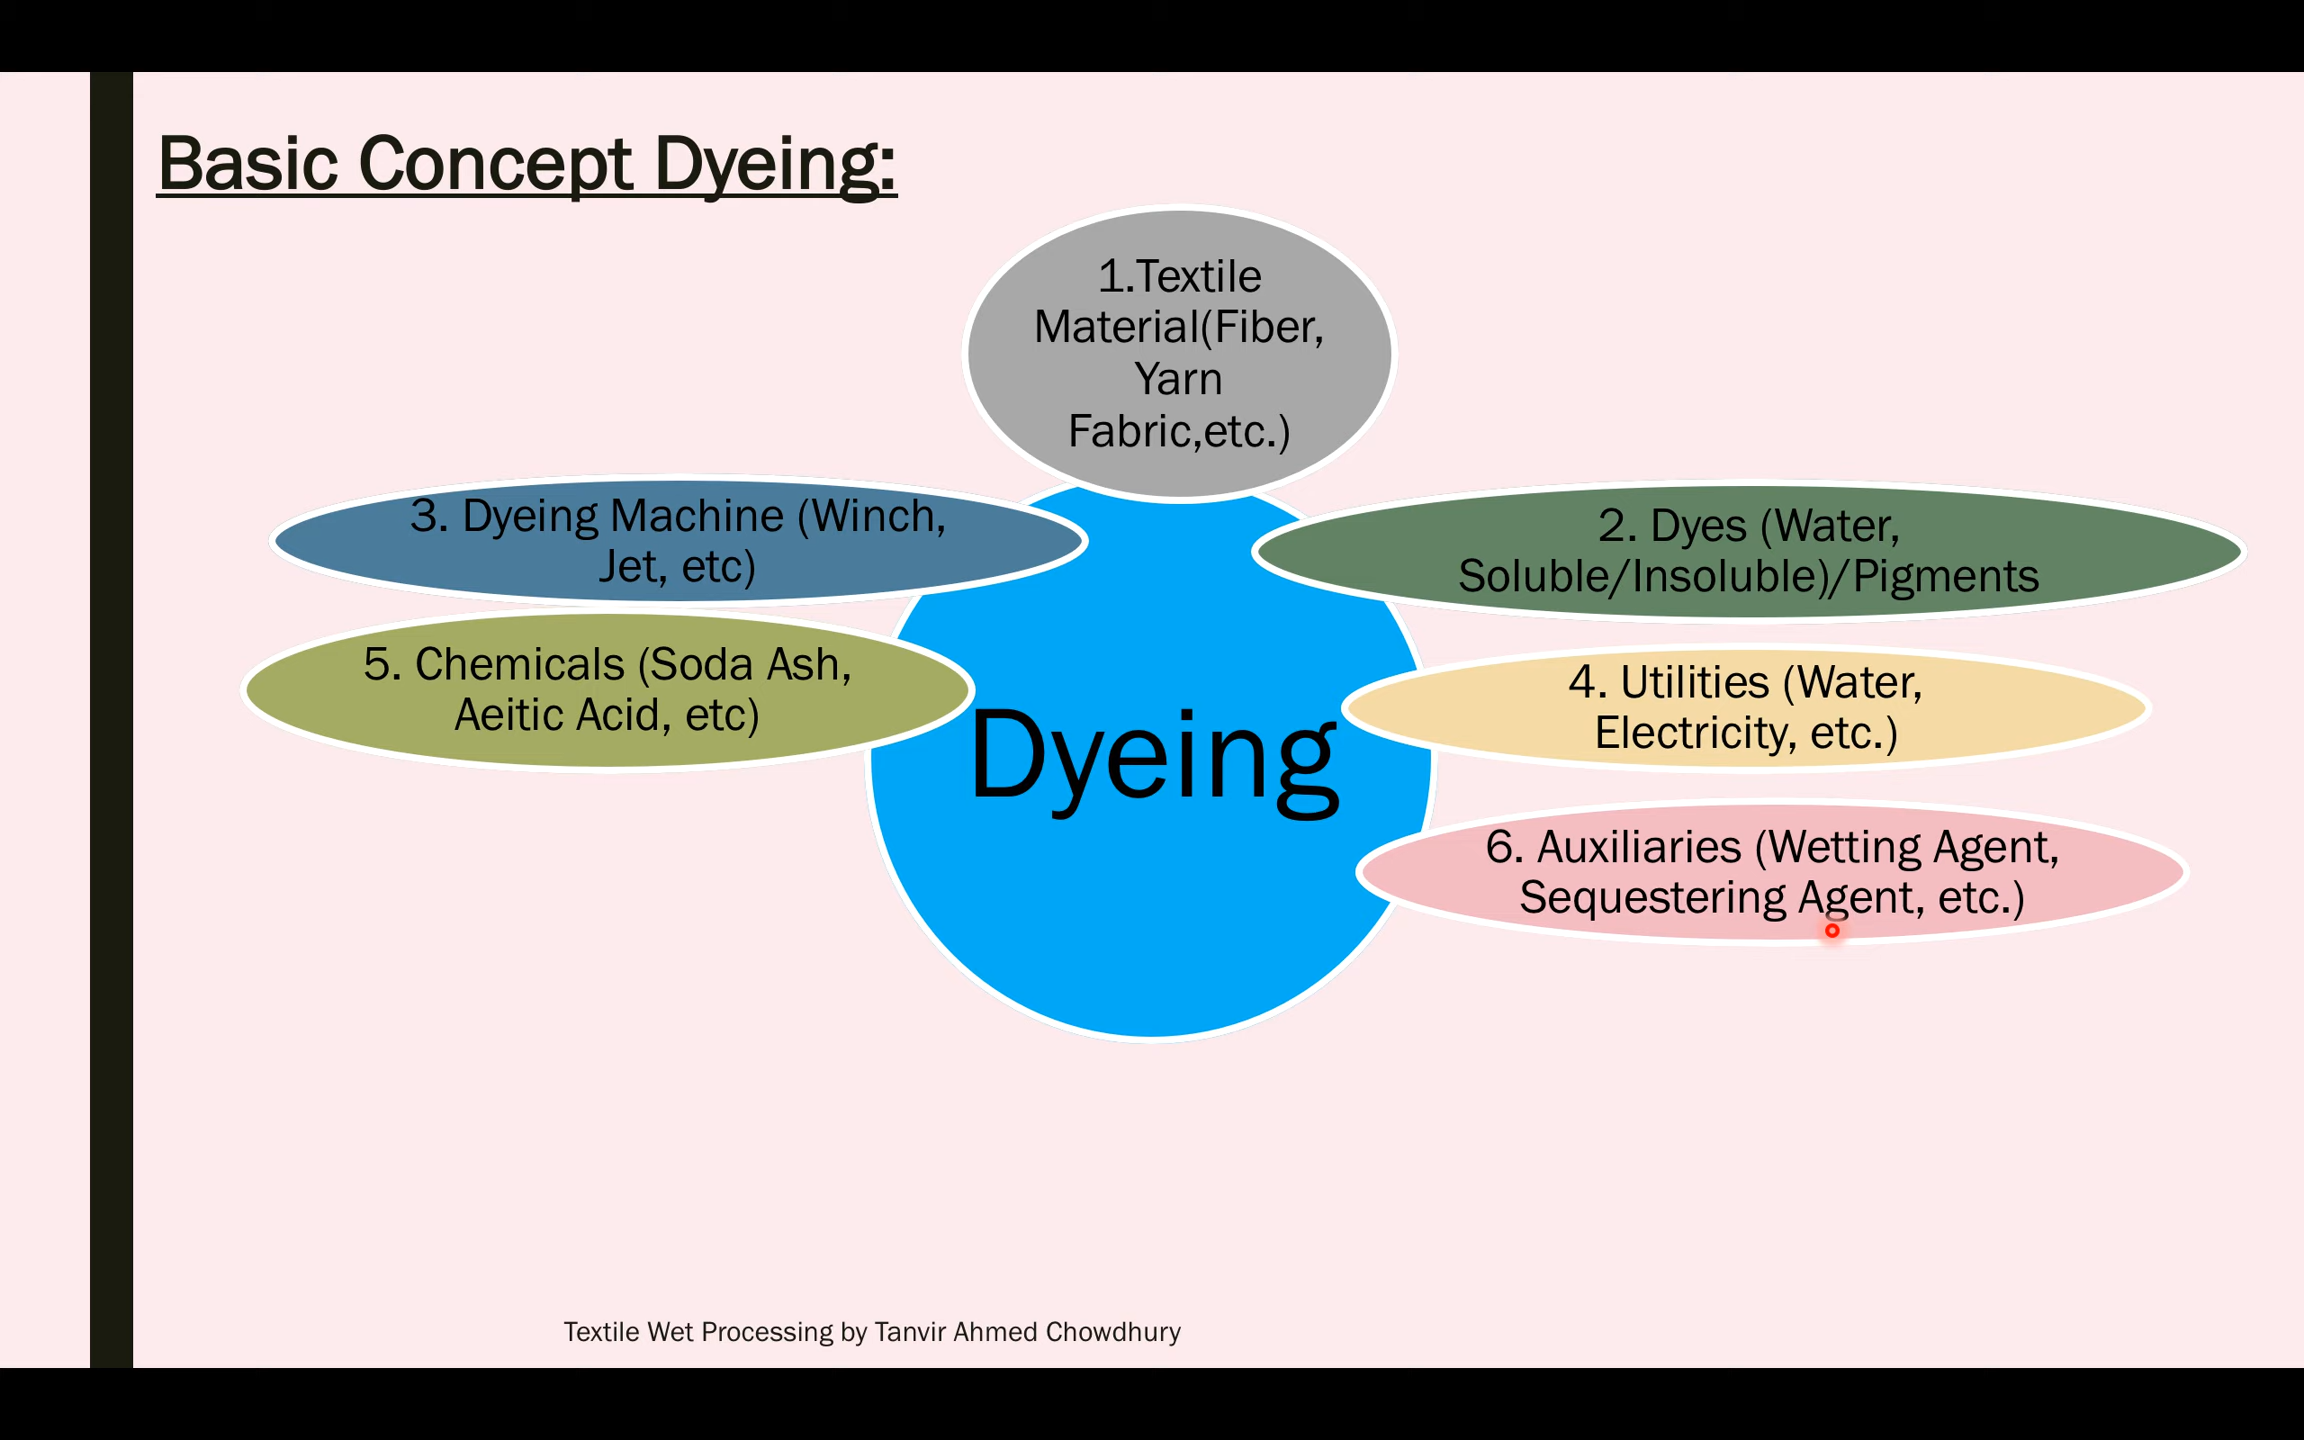 Basic Concept Dyeing:
1.Textile
Material(Fiber,
Yarn
Fabric,etc.)
2. Dyes (Water,
Soluble/Insoluble)/Pigments
3. Dyeing Machine (Winch,
Jet, etc)
4. Utilities (Water,
Electricity, etc.)
5. Chemicals (Soda Ash,
Aeitic Acid, etc)
6. Auxiliaries (Wetting Agent,
Sequestering Agent, etc.)
Dyeing
Textile Wet Processing by Tanvir Ahmed Chowdhury